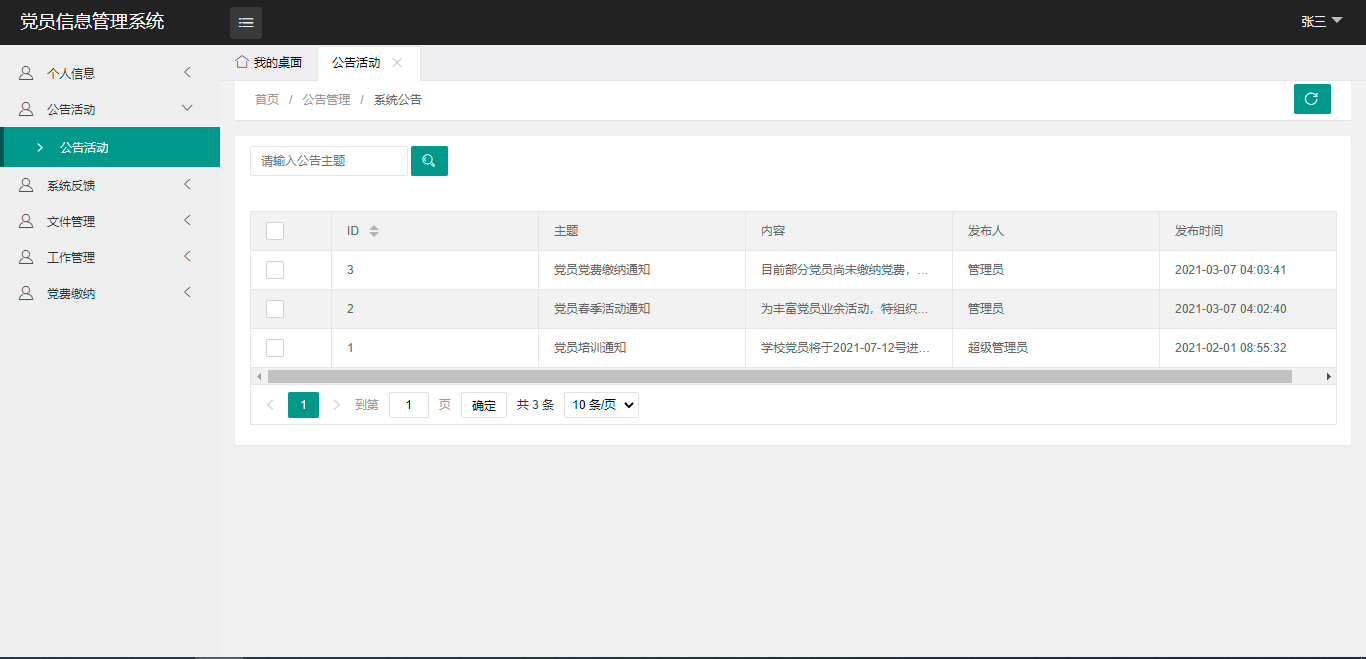 党员信息管理系统
张三
个人信息
公告活动
公告活动
系统反馈
文件管理
工作管理
党费缴纳
我的桌面
公告活动
首页 / 公告管理 / 系统公告
请输入公告主题
ID 主题 内容 发布人 发布时间
3 党员党费缴纳通知 目前部分党员尚未缴纳党费，... 管理员 2021-03-07 04:03:41
2 党员春季活动通知 为丰富党员业余活动，特组织... 管理员 2021-03-07 04:02:40
1 党员培训通知 学校党员将于2021-07-12号进... 超级管理员 2021-02-01 08:55:32
1 到第 1 页 确定 共 3 条 10 条/页